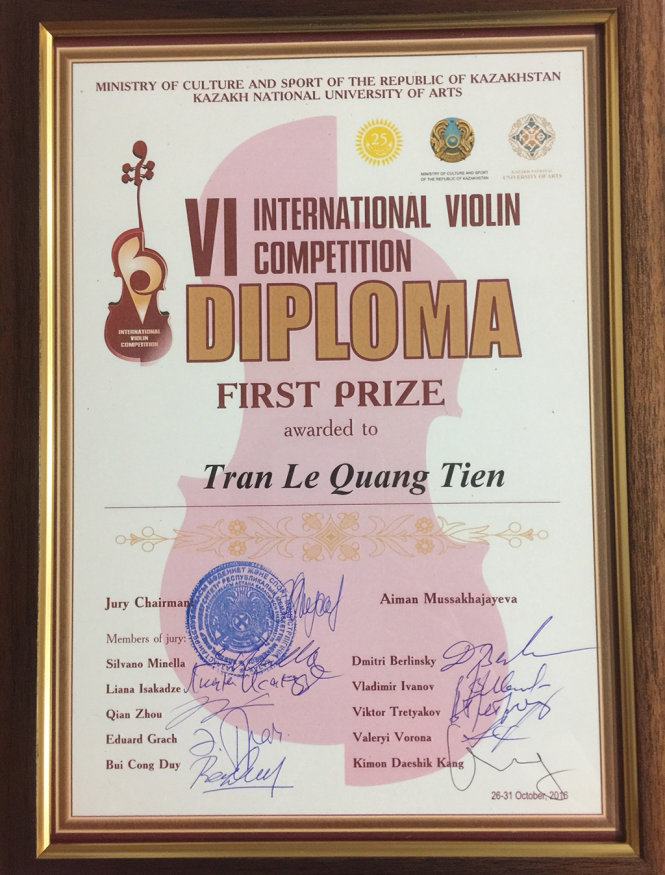 MINISTRY OF CULTURE AND SPORT OF THE REPUBLIC OF KAZAKHSTAN
KAZAKH NATIONAL UNIVERSITY OF ARTS
25
MINISTRY OF CULTURE AND SPORT
OF THE REPUBLIC OF KAZAKHSTAN
KAZAKH NATIONAL
UNIVERSITY OF ARTS
VI INTERNATIONAL VIOLIN
COMPETITION
DIPLOMA
INTERNATIONAL
VIOLIN
COMPETITION
FIRST PRIZE
awarded to
Tran Le Quang Tien
Jury Chairman
Aiman Mussakhajayeva
Members of jury:
Silvano Minella
Dmitri Berlinsky
Liana Isakadze
Vladimir Ivanov
Qian Zhou
Viktor Tretyakov
Eduard Grach
Valeryi Vorona
Bui Cong Duy
Kimon Daeshik Kang
26-31 October, 2016